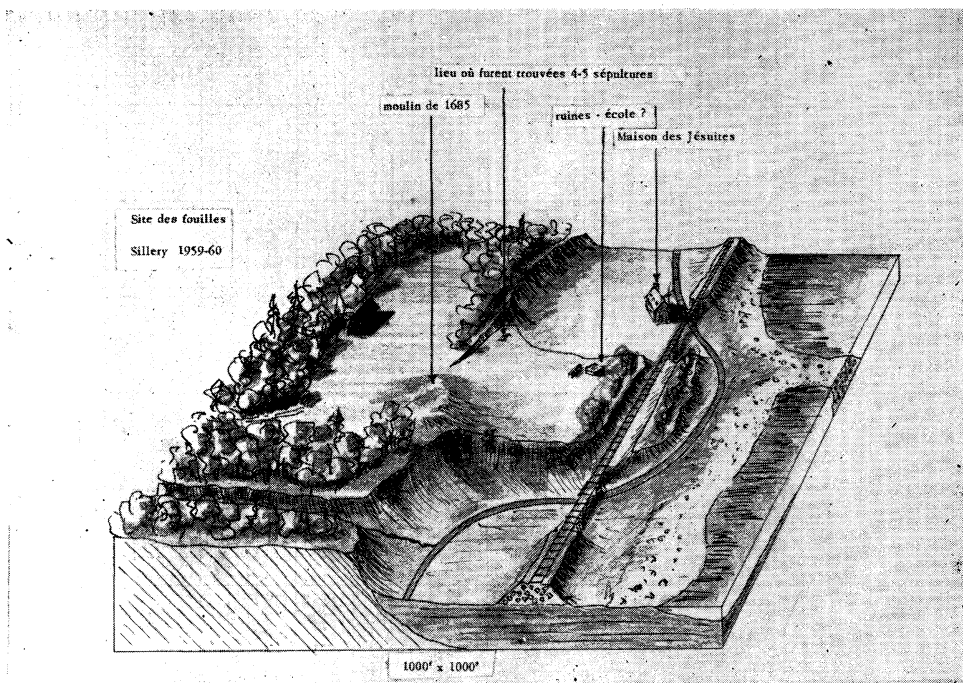 lieu où furent trouvées 4-5 sépultures
moulin de 1685
ruines - école ?
Maison des Jésuites
Site des fouilles
Sillery 1959-60
1000' x 1000'